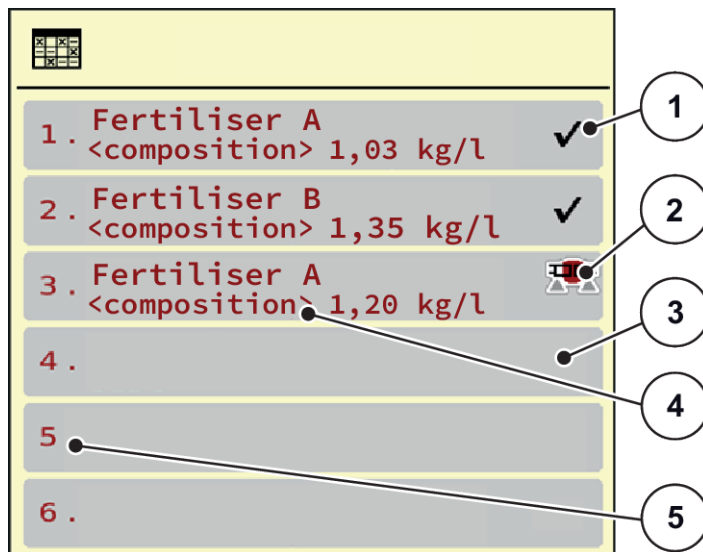 1. Fertiliser A
<composition> 1,03 kg/l
2. Fertiliser B
<composition> 1,35 kg/l
3. Fertiliser A
<composition> 1,20 kg/l
4.
5
6.
1
2
3
4
5